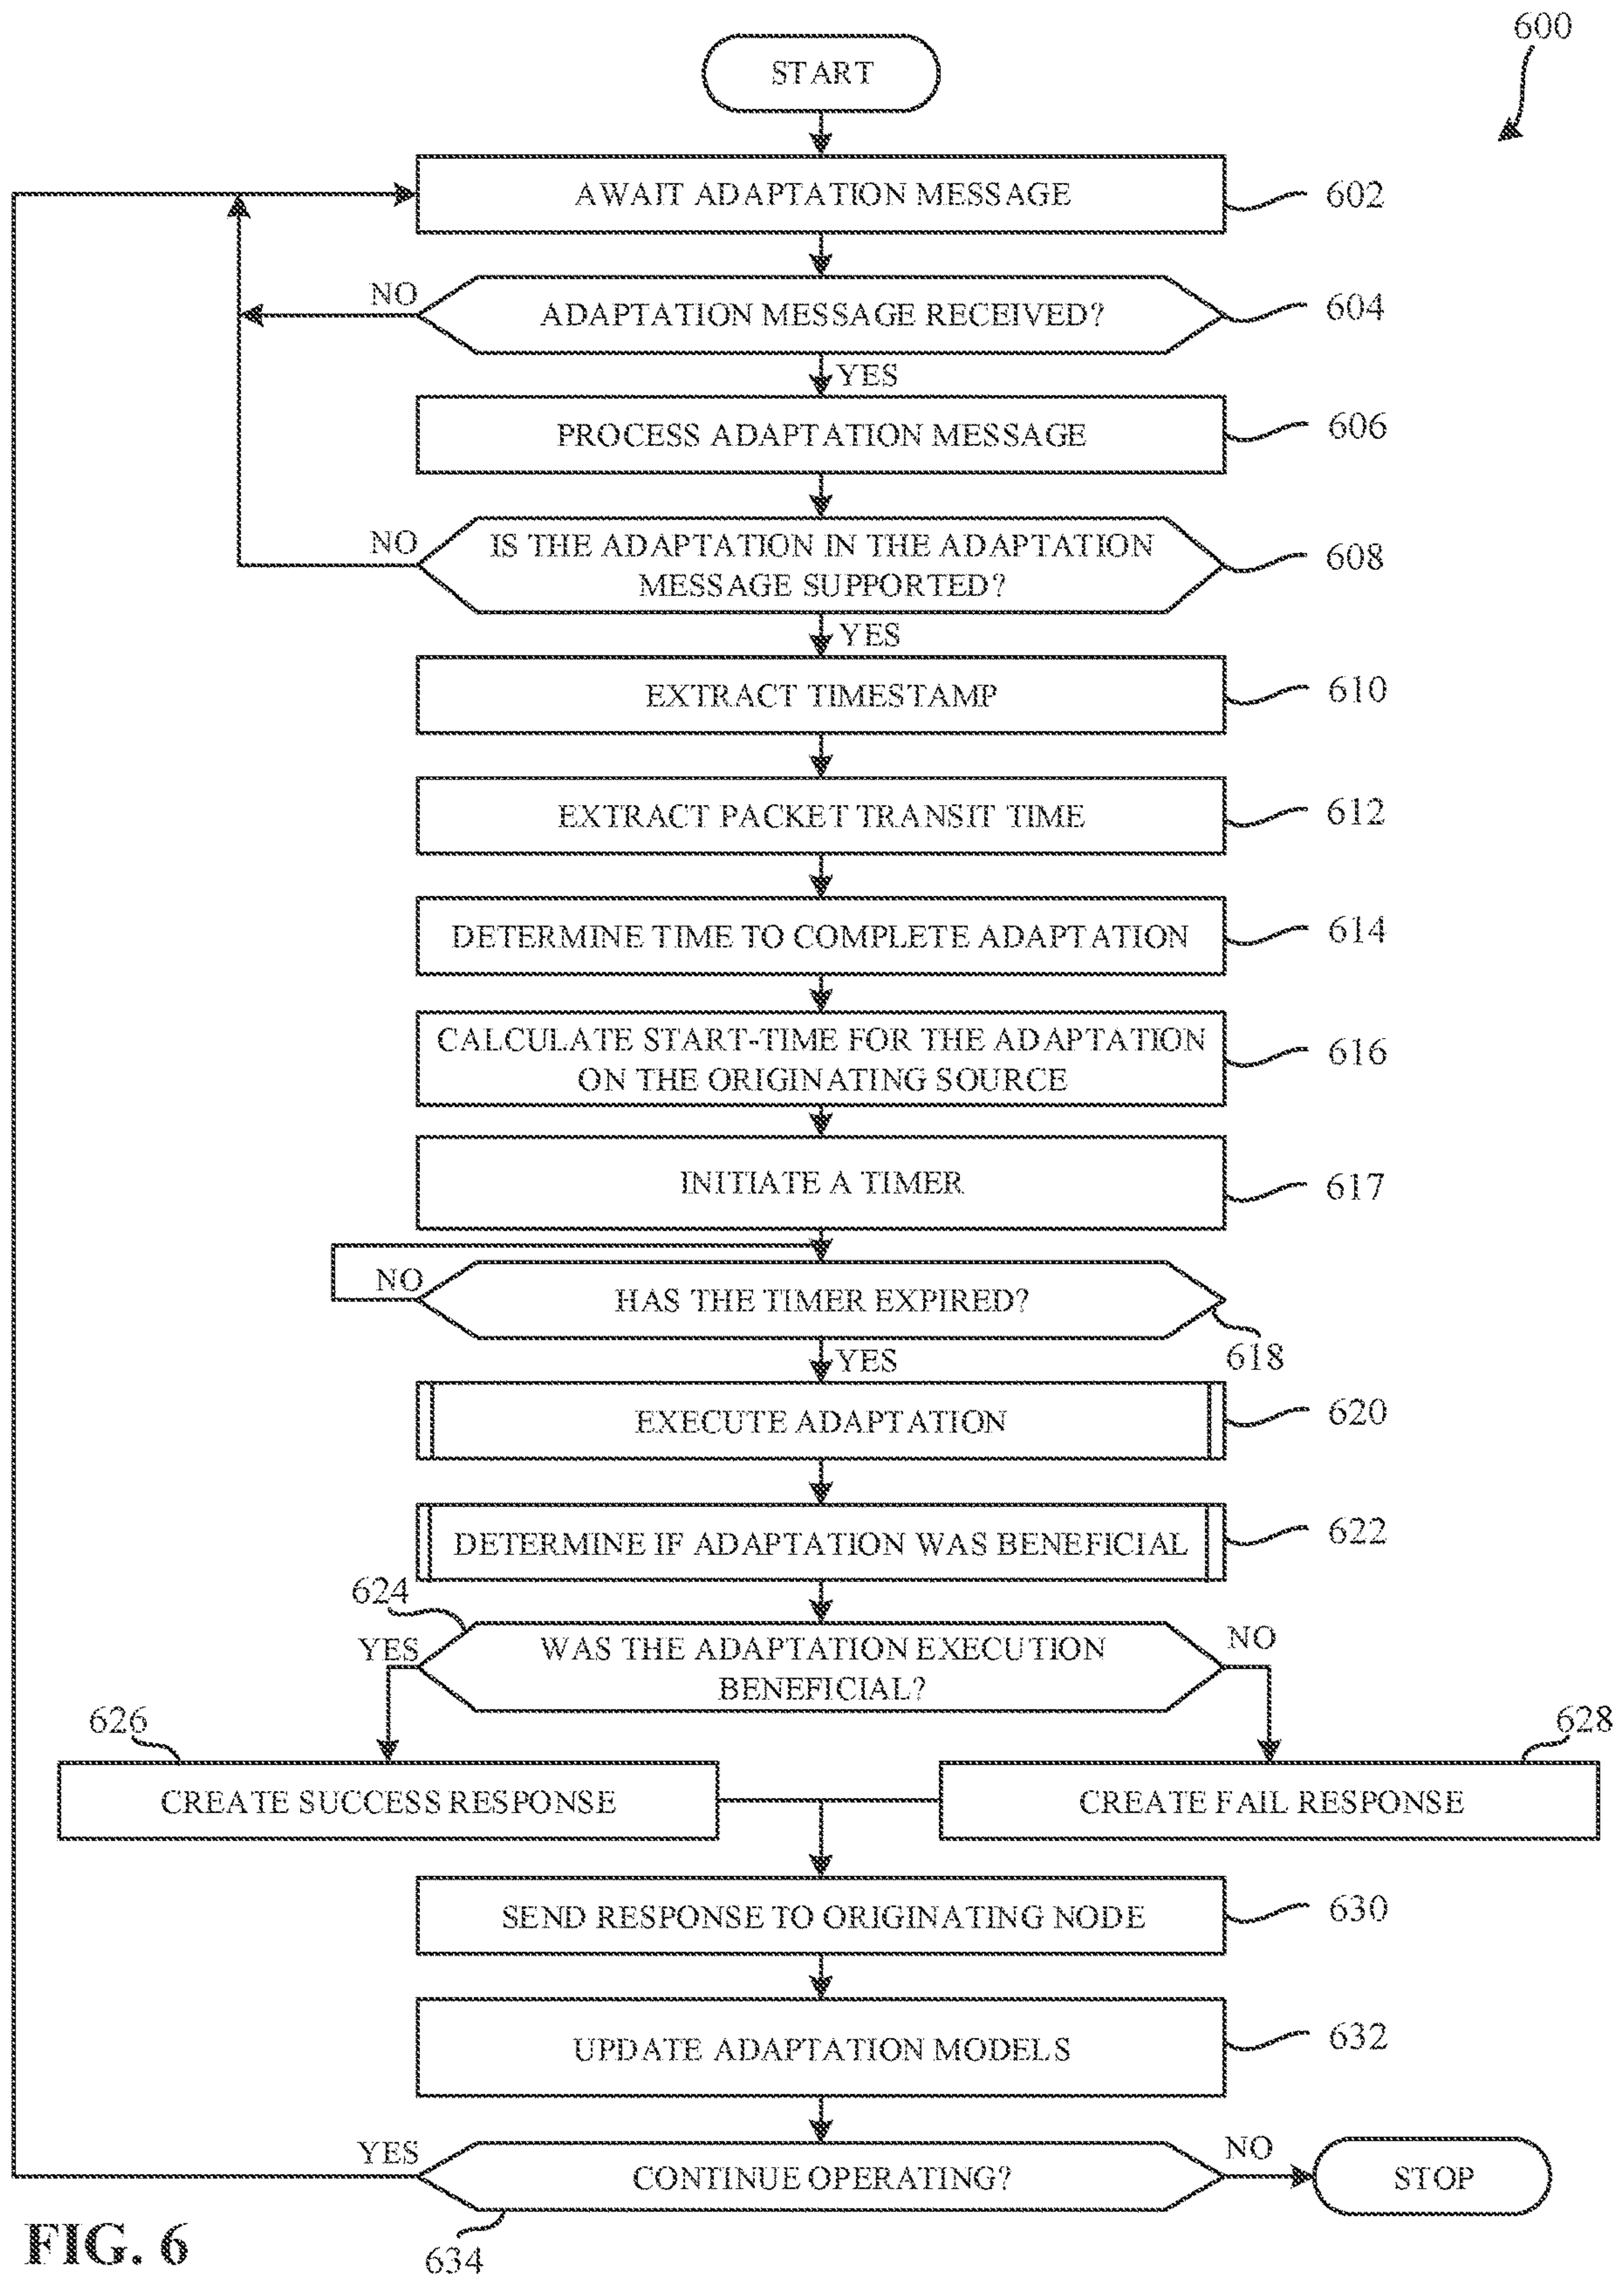 600
START
AWAIT ADAPTATION MESSAGE
602
NO
ADAPTATION MESSAGE RECEIVED?
604
YES
PROCESS ADAPTATION MESSAGE
606
NO
IS THE ADAPTATION IN THE ADAPTATION
MESSAGE SUPPORTED?
608
YES
EXTRACT TIMESTAMP
610
EXTRACT PACKET TRANSIT TIME
612
DETERMINE TIME TO COMPLETE ADAPTATION
614
CALCULATE START-TIME FOR THE ADAPTATION
ON THE ORIGINATING SOURCE
616
INITIATE A TIMER
617
NO
HAS THE TIMER EXPIRED?
618
YES
EXECUTE ADAPTATION
620
DETERMINE IF ADAPTATION WAS BENEFICIAL
622
624
YES
WAS THE ADAPTATION EXECUTION
BENEFICIAL?
NO
626
628
CREATE SUCCESS RESPONSE
CREATE FAIL RESPONSE
SEND RESPONSE TO ORIGINATING NODE
630
UPDATE ADAPTATION MODELS
632
YES
CONTINUE OPERATING?
NO
STOP
634
FIG. 6